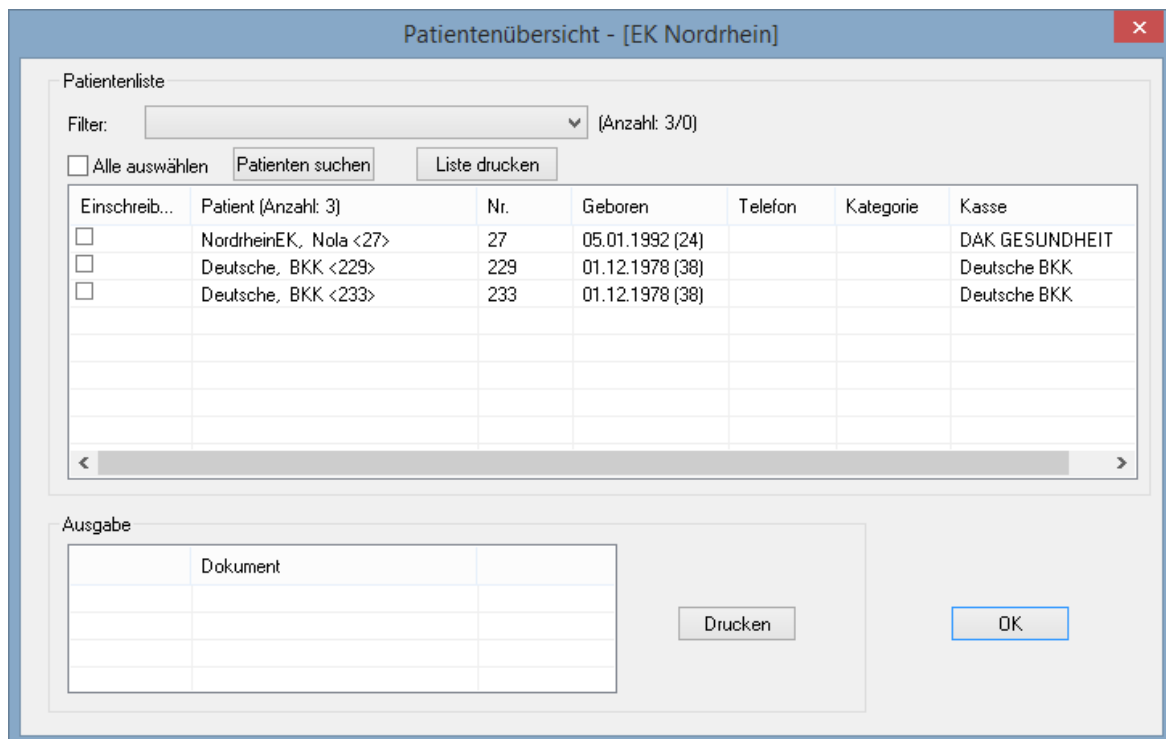 Patientenübersicht - [EK Nordrhein]
Patientenliste
Filter: (Anzahl: 3/0)
Alle auswählen Patienten suchen Liste drucken
Einschreib... Patient (Anzahl: 3) Nr. Geboren Telefon Kategorie Kasse
NordrheinEK, Nola <27> 27 05.01.1992 (24) DAK GESUNDHEIT
Deutsche, BKK <229> 229 01.12.1978 (38) Deutsche BKK
Deutsche, BKK <233> 233 01.12.1978 (38) Deutsche BKK
Ausgabe
Dokument
Drucken OK